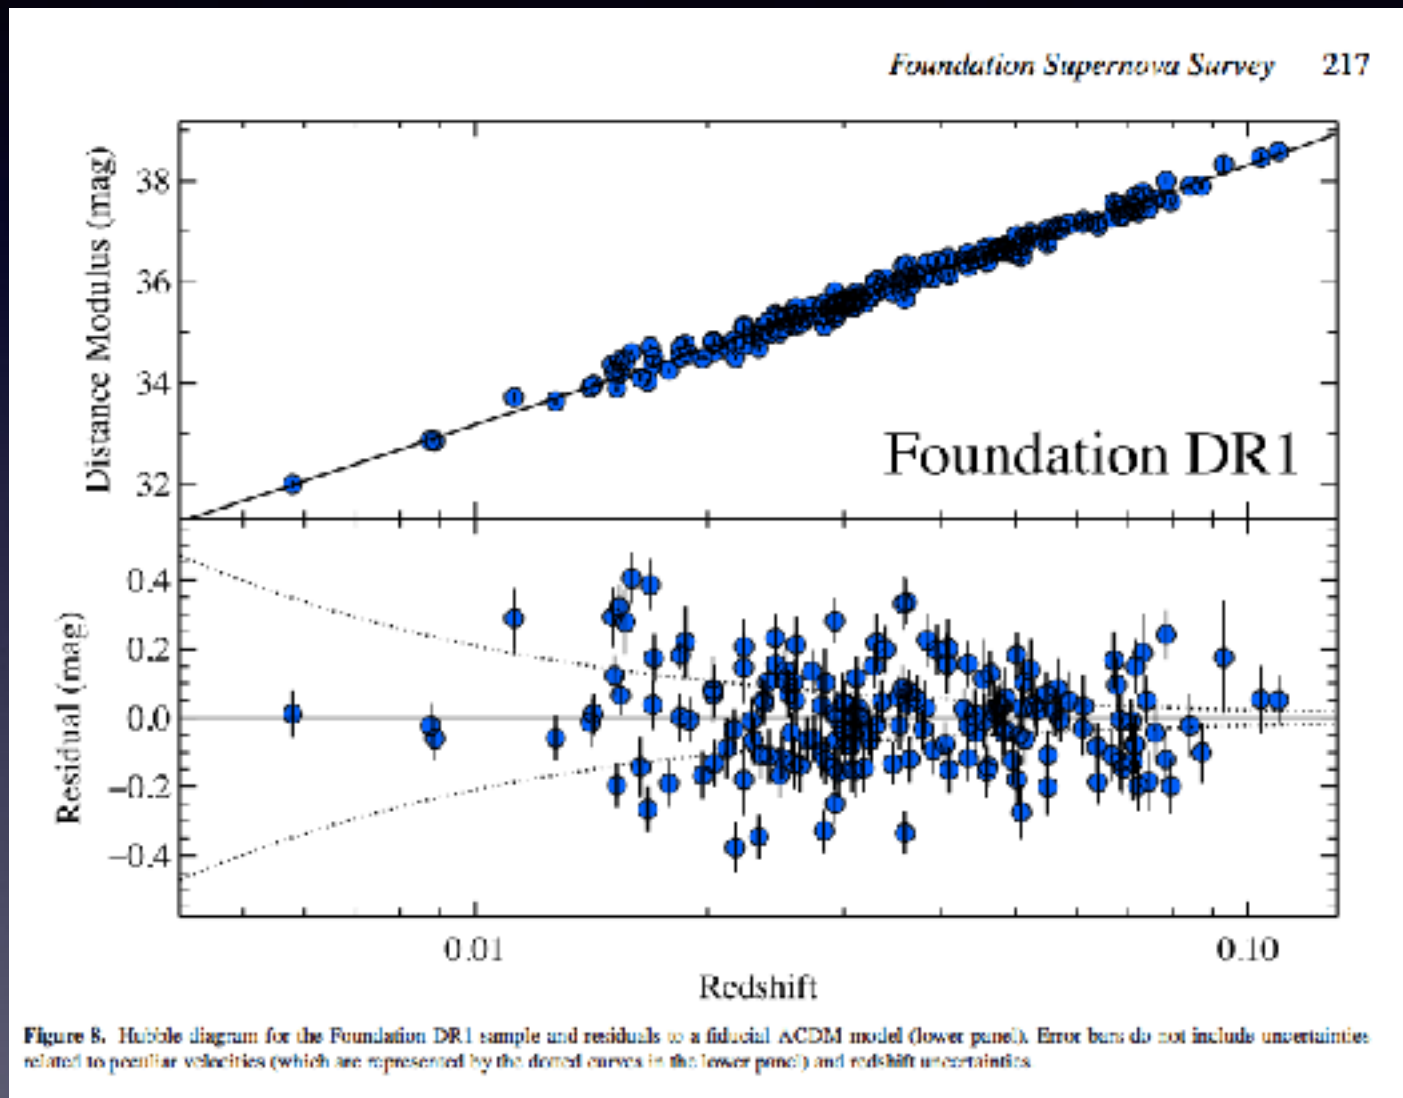 Foundation Supernova Survey 217
Distance Modulus (mag)
38
36
34
32
Foundation DR1
Residual (mag)
0.4
0.2
0.0
−0.2
−0.4
0.01
0.10
Redshift
Figure 8. Hubble diagram for the Foundation DR1 sample and residuals to a fiducial ΛCDM model (lower panel). Error bars do not include uncertainties
related to peculiar velocities (which are represented by the dotted curves in the lower panel) and redshift uncertainties.